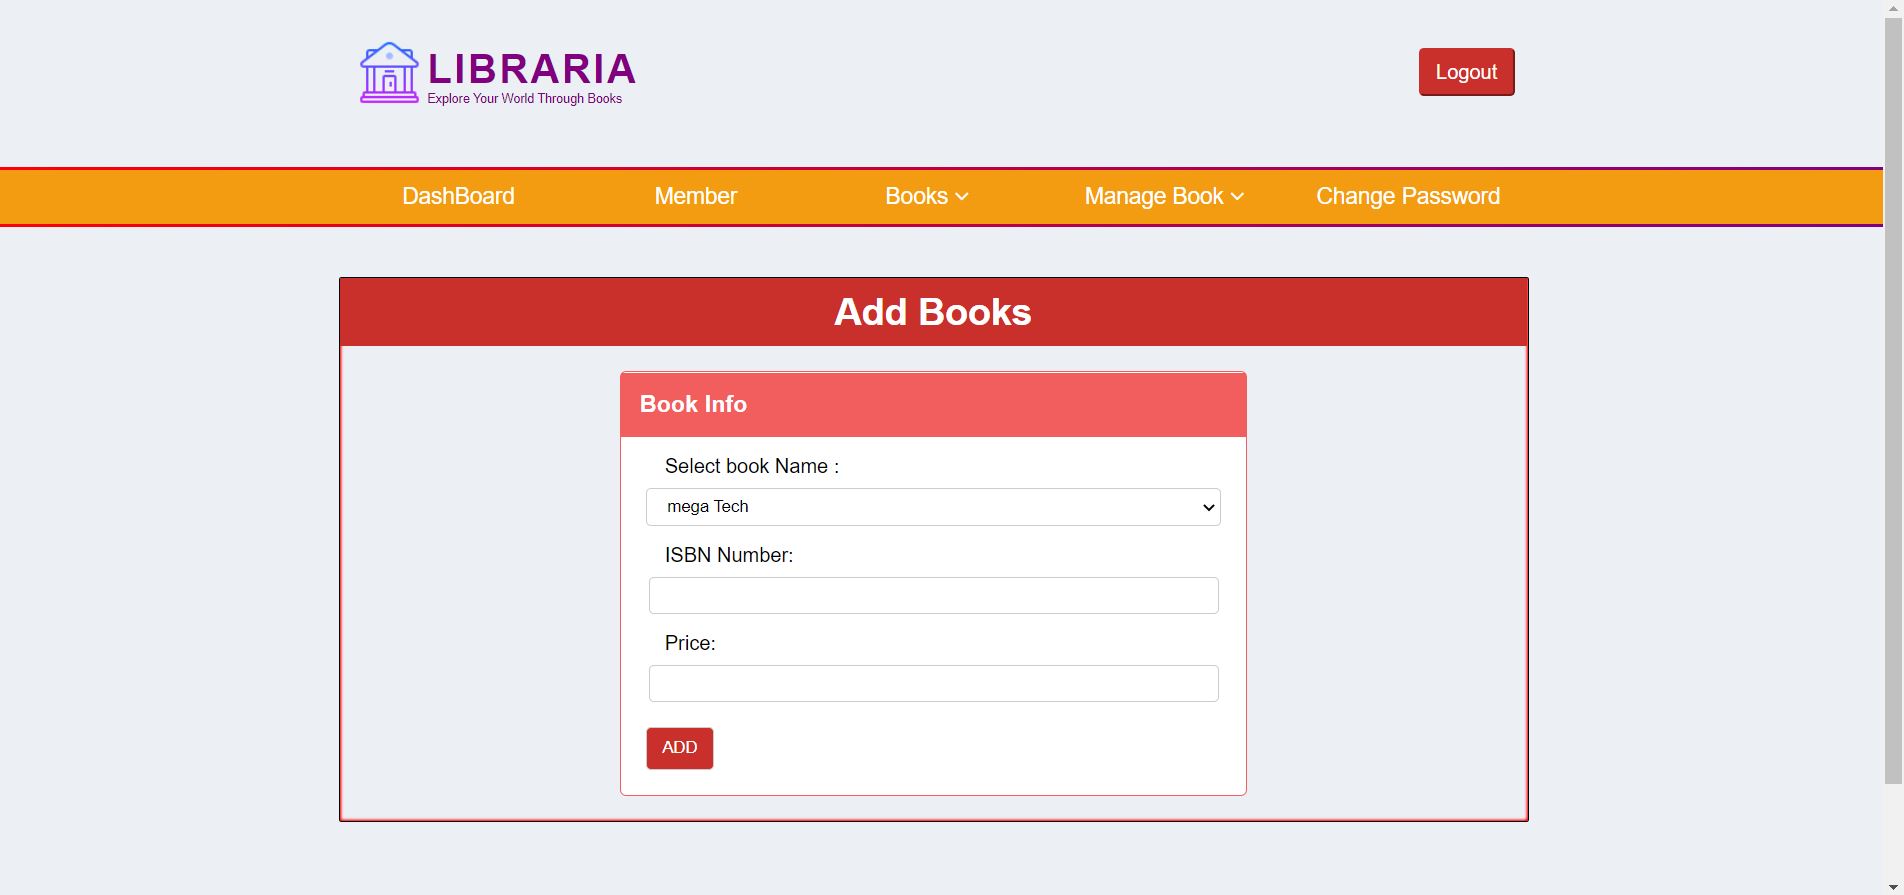 LIBRARIA
Explore Your World Through Books
Logout
DashBoard Member Books Manage Book Change Password
Add Books
Book Info
Select book Name :
mega Tech
ISBN Number:
Price:
ADD